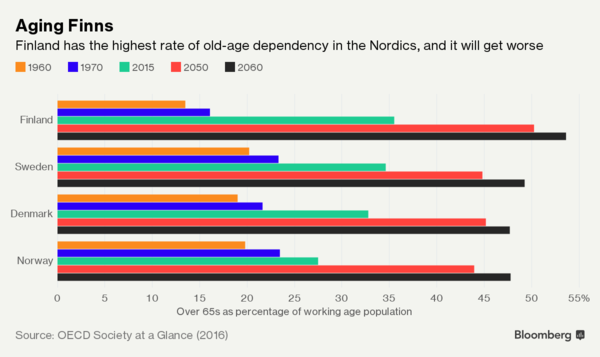 Aging Finns
Finland has the highest rate of old-age dependency in the Nordics, and it will get worse
1960 1970 2015 2050 2060
Finland
Sweden
Denmark
Norway
0 5 10 15 20 25 30 35 40 45 50 55%
Over 65s as percentage of working age population
Source: OECD Society at a Glance (2016)
Bloomberg